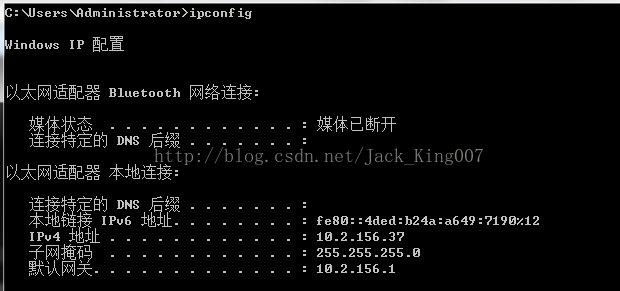 C:\Users\Administrator>ipconfig
Windows IP 配置
以太网适配器 Bluetooth 网络连接:
媒体状态 . . . . . . . . . . . . : 媒体已断开
连接特定的 DNS 后缀 . . . . . . . :
http://blog.csdn.net/Jack_King007
以太网适配器 本地连接:
连接特定的 DNS 后缀 . . . . . . . :
本地链接 IPv6 地址. . . . . . . . : fe80::4ded:b24a:a649:7190%12
IPv4 地址 . . . . . . . . . . . . : 10.2.156.37
子网掩码 . . . . . . . . . . . . : 255.255.255.0
默认网关. . . . . . . . . . . . . : 10.2.156.1